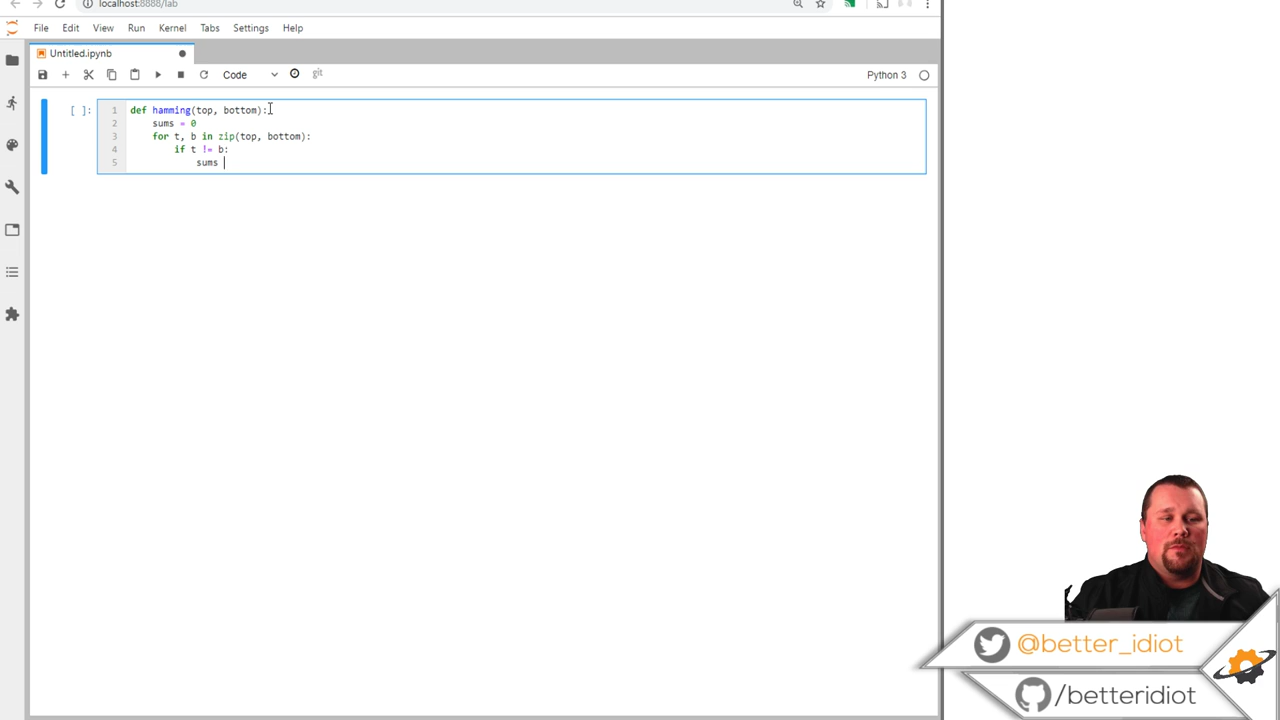 localhost:8888/lab
File Edit View Run Kernel Tabs Settings Help
Untitled.ipynb
Code git Python 3
[ ]: 1 def hamming(top, bottom):
2 sums = 0
3 for t, b in zip(top, bottom):
4 if t != b:
5 sums
@better_idiot
/betteridiot